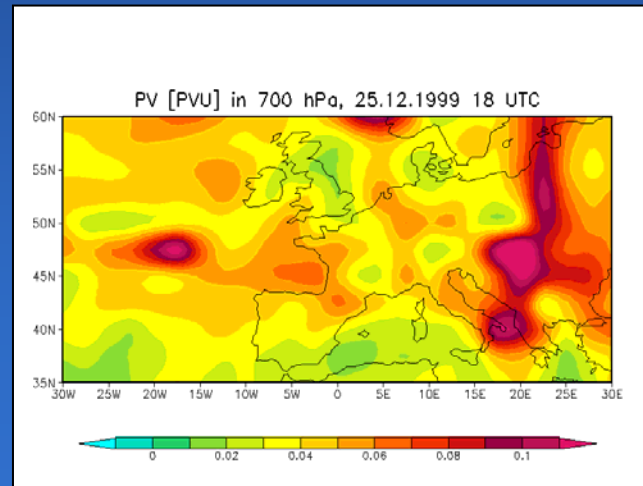 PV [PVU] in 700 hPa, 25.12.1999 18 UTC
60N
55N
50N
45N
40N
35N
30W 25W 20W 15W 10W 5W 0 5E 10E 15E 20E 25E 30E
0 0.02 0.04 0.06 0.08 0.1